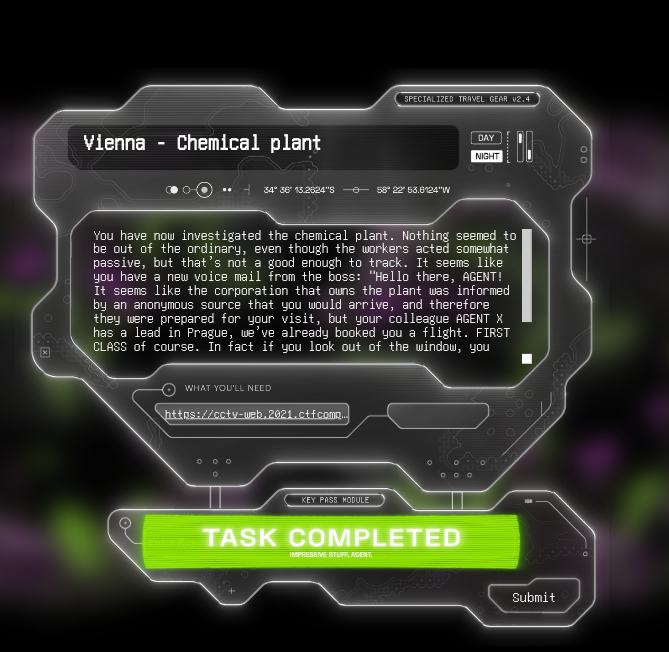 SPECIALIZED TRAVEL GEAR v2.4
Vienna - Chemical plant
DAY
NIGHT
34° 36' 13.2624"S
58° 22' 53.6124"W
You have now investigated the chemical plant. Nothing seemed to
be out of the ordinary, even though the workers acted somewhat
passive, but that's not a good enough to track. It seems like
you have a new voice mail from the boss: "Hello there, AGENT!
It seems like the corporation that owns the plant was informed
by an anonymous source that you would arrive, and therefore
they were prepared for your visit, but your colleague AGENT X
has a lead in Prague, we've already booked you a flight. FIRST
CLASS of course. In fact if you look out of the window, you
WHAT YOU'LL NEED
https://cctv-web.2021.ctfcomp…
KEY PASS MODULE
TASK COMPLETED
IMPRESSIVE STUFF, AGENT.
Submit